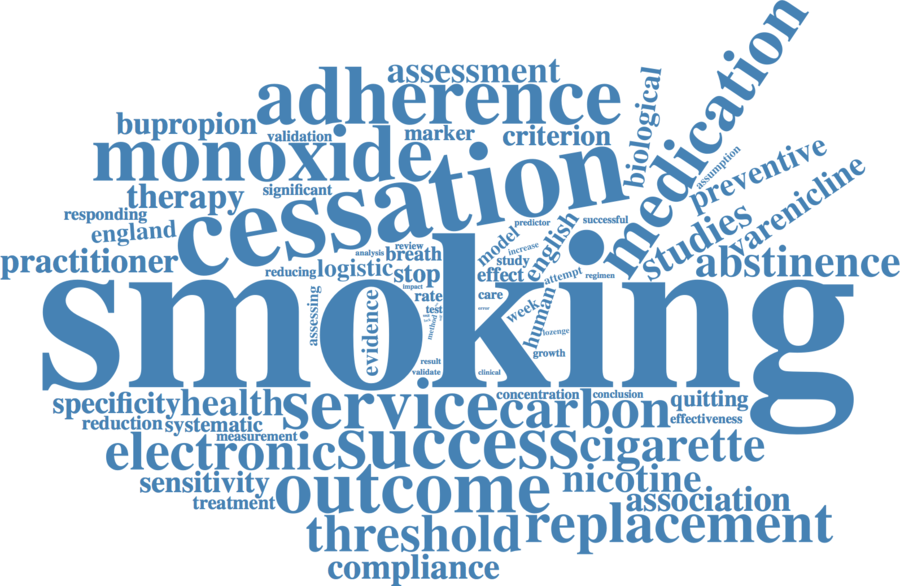 assessment
adherence
biological
medication
bupropion
validation
marker
criterion
monoxide
assumption
preventive
cessation
therapy
significant
studies
varenicline
responding
england
predictor
successful
english
model
practitioner
analysis
review
breath
increase
study
abstinence
reducing
logistic
stop
effect
attempt
regimen
impact
smoking
assessing
evidence
rate
care
test
error
week
human
method
lozenge
growth
result
validate
clinical
specificity
health
service
concentration
conclusion
carbon
quitting
reduction
systematic
effectiveness
measurement
electronic
success
cigarette
sensitivity
nicotine
treatment
outcome
association
threshold
replacement
compliance